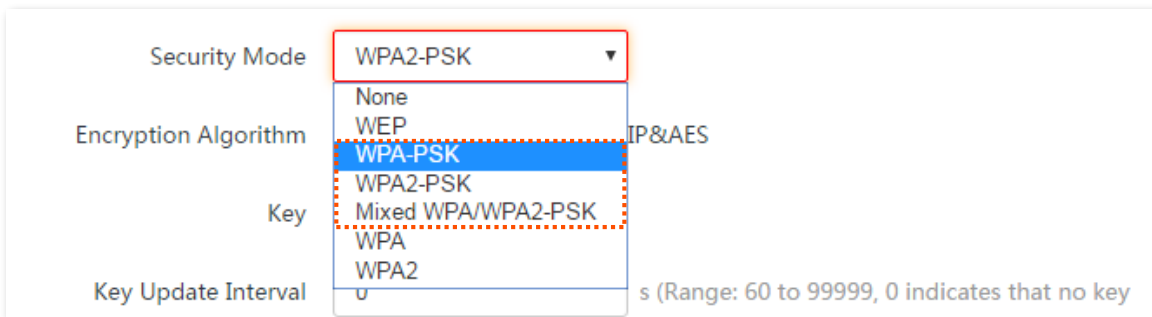 Security Mode WPA2-PSK
None
WEP
Encryption Algorithm IP&AES
WPA-PSK
WPA2-PSK
Key Mixed WPA/WPA2-PSK
WPA
WPA2
Key Update Interval 0 s (Range: 60 to 99999, 0 indicates that no key